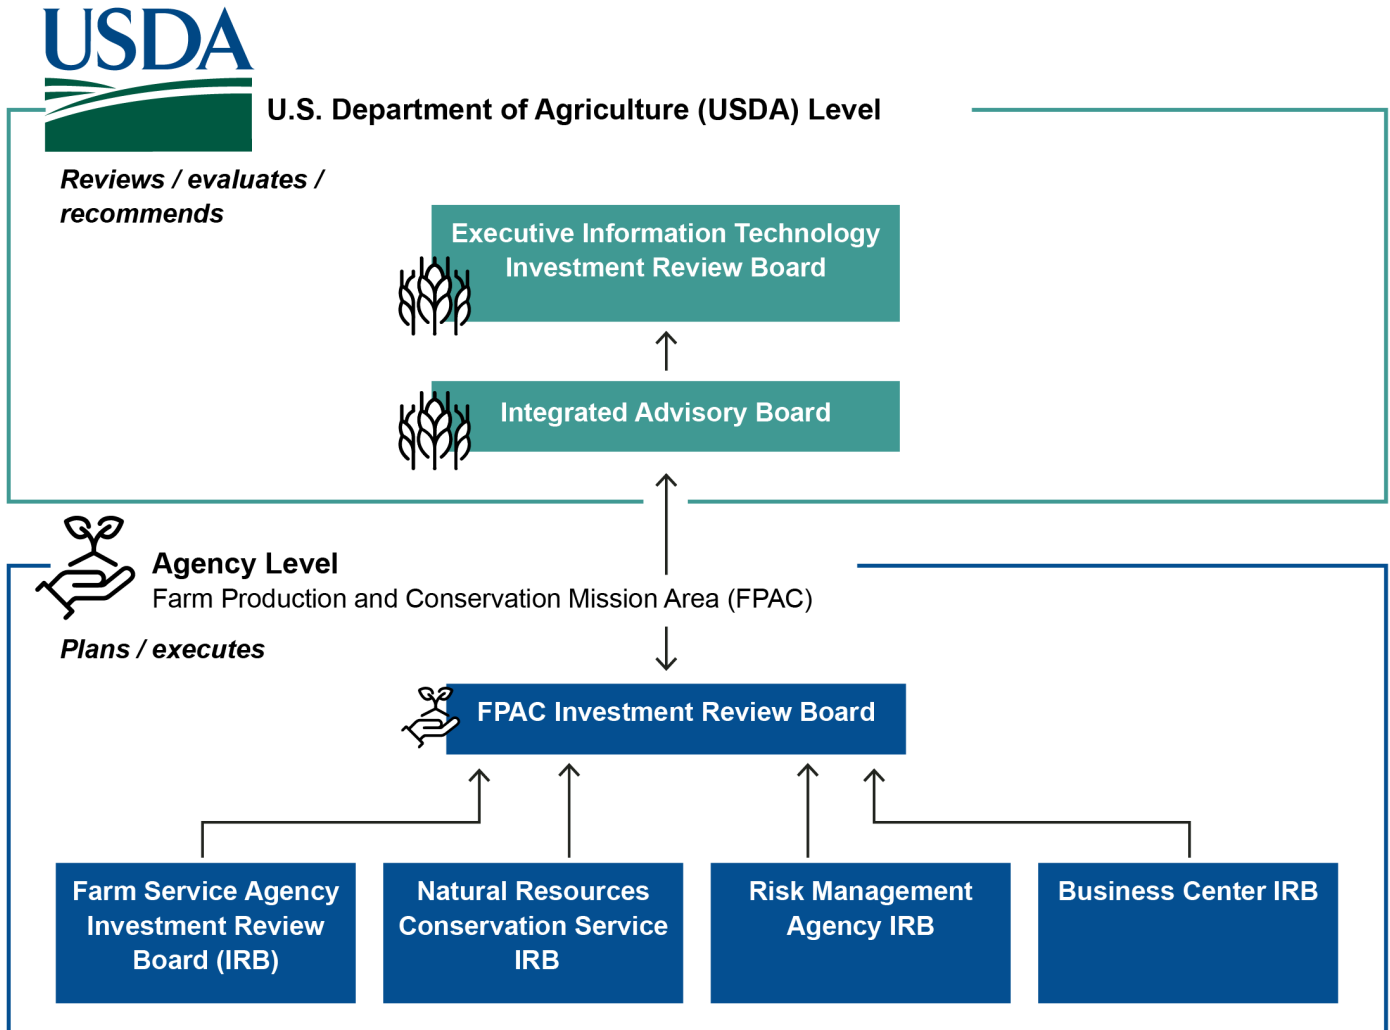 USDA
U.S. Department of Agriculture (USDA) Level
Reviews / evaluates /
recommends
Executive Information Technology
Investment Review Board
Integrated Advisory Board
Agency Level
Farm Production and Conservation Mission Area (FPAC)
Plans / executes
FPAC Investment Review Board
Farm Service Agency
Investment Review
Board (IRB)
Natural Resources
Conservation Service
IRB
Risk Management
Agency IRB
Business Center IRB